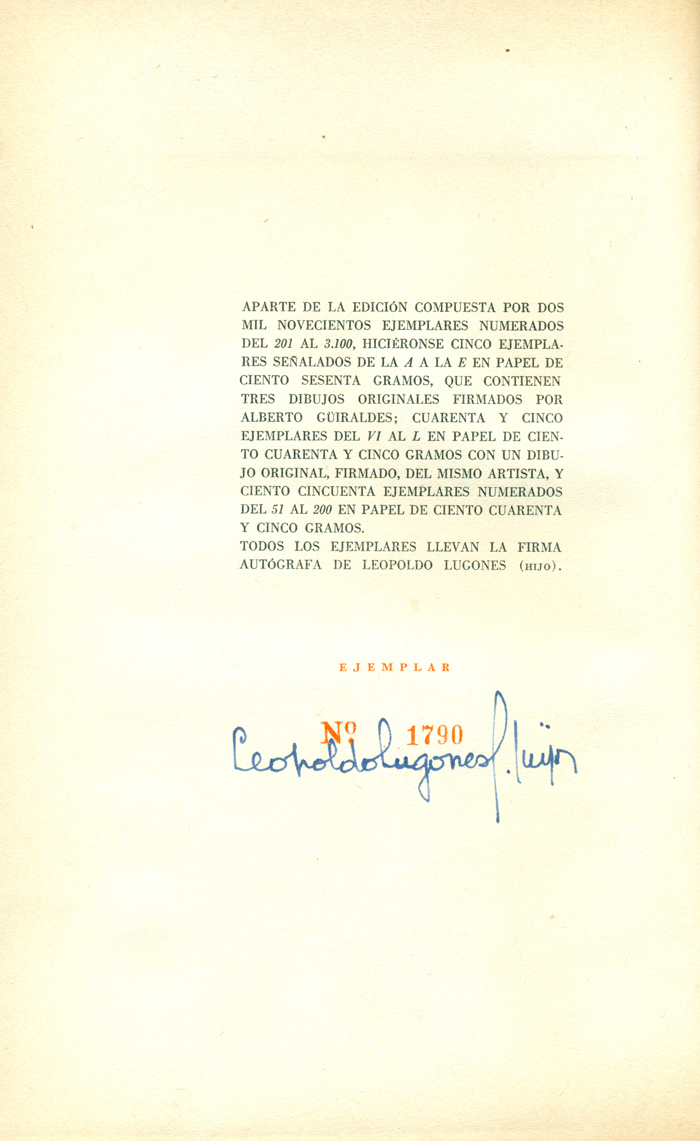 APARTE DE LA EDICIÓN COMPUESTA POR DOS
MIL NOVECIENTOS EJEMPLARES NUMERADOS
DEL 201 AL 3.100, HICIÉRONSE CINCO EJEMPLA-
RES SEÑALADOS DE LA A A LA E EN PAPEL DE
CIENTO SESENTA GRAMOS, QUE CONTIENEN
TRES DIBUJOS ORIGINALES FIRMADOS POR
ALBERTO GÜIRALDES; CUARENTA Y CINCO
EJEMPLARES DEL VI AL L EN PAPEL DE CIEN-
TO CUARENTA Y CINCO GRAMOS CON UN DIBU-
JO ORIGINAL, FIRMADO, DEL MISMO ARTISTA, Y
CIENTO CINCUENTA EJEMPLARES NUMERADOS
DEL 51 AL 200 EN PAPEL DE CIENTO CUARENTA
Y CINCO GRAMOS.
TODOS LOS EJEMPLARES LLEVAN LA FIRMA
AUTÓGRAFA DE LEOPOLDO LUGONES (HIJO).
EJEMPLAR
Nº 1790
Leopoldo Lugones